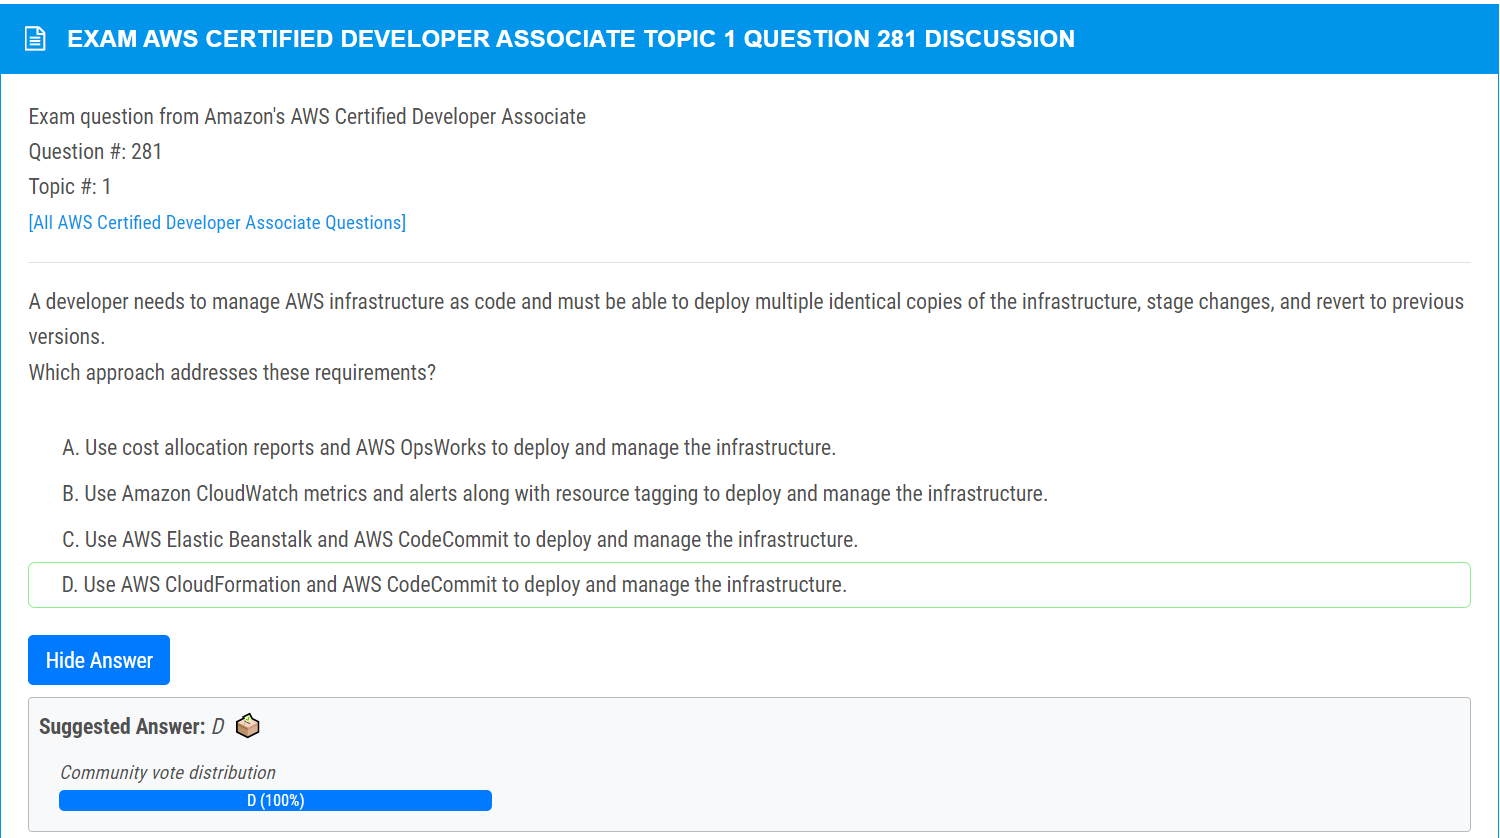 EXAM AWS CERTIFIED DEVELOPER ASSOCIATE TOPIC 1 QUESTION 281 DISCUSSION
Exam question from Amazon's AWS Certified Developer Associate
Question #: 281
Topic #: 1
[All AWS Certified Developer Associate Questions]
A developer needs to manage AWS infrastructure as code and must be able to deploy multiple identical copies of the infrastructure, stage changes, and revert to previous
versions.
Which approach addresses these requirements?
A. Use cost allocation reports and AWS OpsWorks to deploy and manage the infrastructure.
B. Use Amazon CloudWatch metrics and alerts along with resource tagging to deploy and manage the infrastructure.
C. Use AWS Elastic Beanstalk and AWS CodeCommit to deploy and manage the infrastructure.
D. Use AWS CloudFormation and AWS CodeCommit to deploy and manage the infrastructure.
Hide Answer
Suggested Answer: D
Community vote distribution
D (100%)